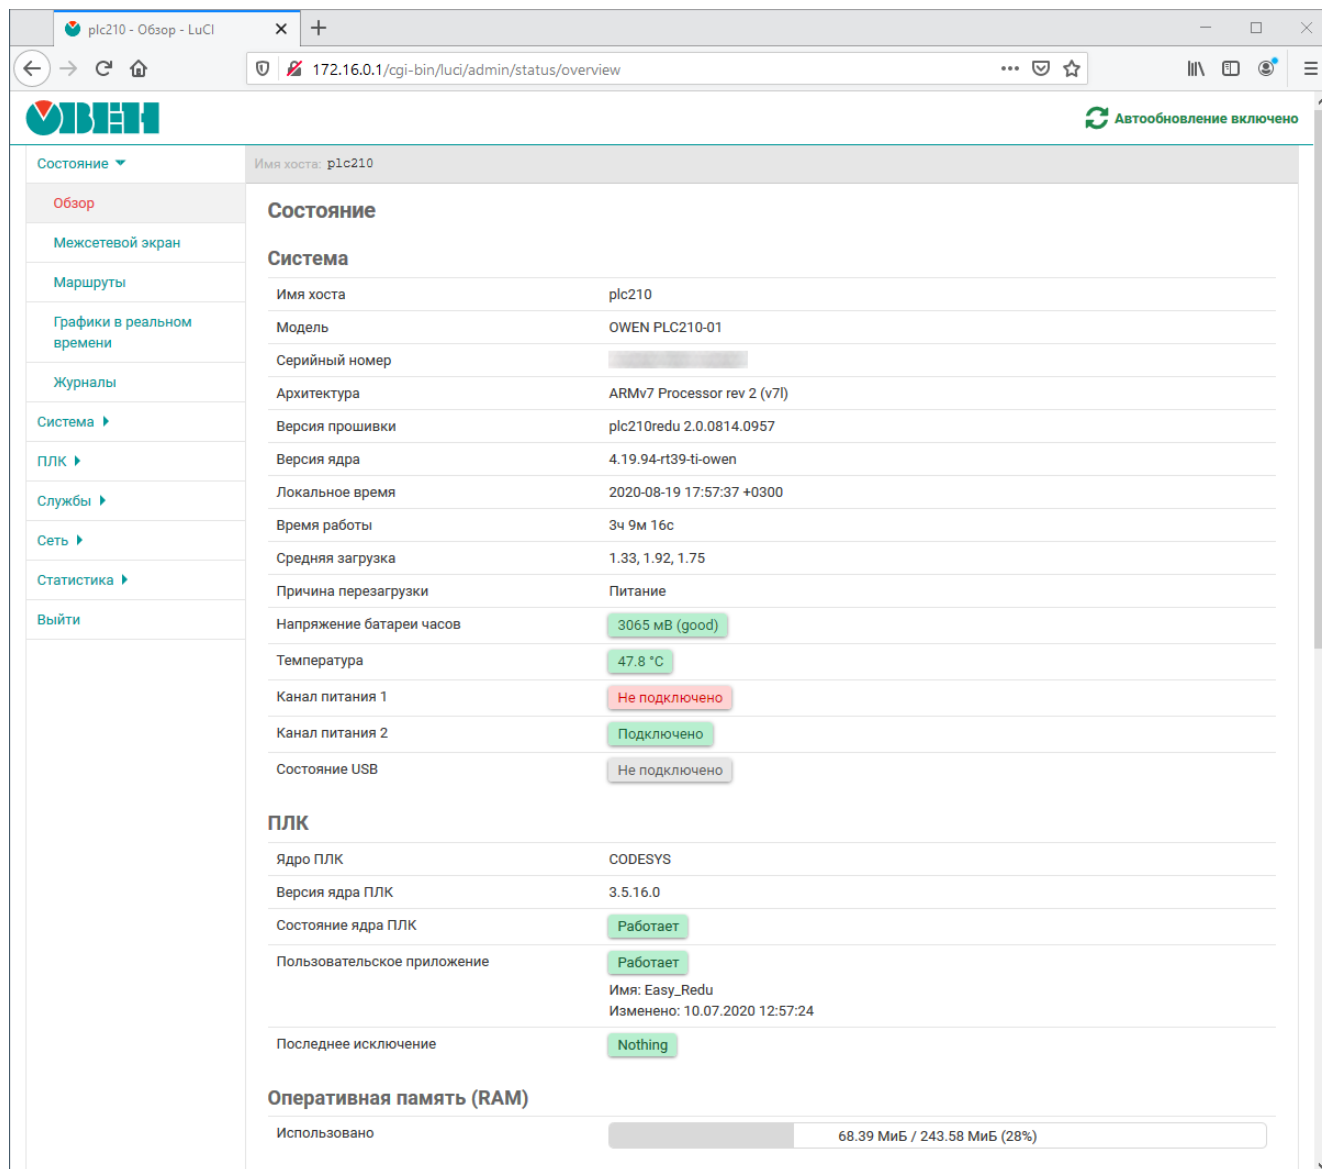 plc210 - Обзор - LuCI
172.16.0.1/cgi-bin/luci/admin/status/overview
ОВЕН
Автообновление включено
Состояние
Обзор
Межсетевой экран
Маршруты
Графики в реальном
времени
Журналы
Система
ПЛК
Службы
Сеть
Статистика
Выйти
Имя хоста: plc210
Состояние
Система
Имя хоста plc210
Модель OWEN PLC210-01
Серийный номер
Архитектура ARMv7 Processor rev 2 (v7l)
Версия прошивки plc210redu 2.0.0814.0957
Версия ядра 4.19.94-rt39-ti-owen
Локальное время 2020-08-19 17:57:37 +0300
Время работы 3ч 9м 16с
Средняя загрузка 1.33, 1.92, 1.75
Причина перезагрузки Питание
Напряжение батареи часов 3065 мВ (good)
Температура 47.8 °C
Канал питания 1 Не подключено
Канал питания 2 Подключено
Состояние USB Не подключено
ПЛК
Ядро ПЛК CODESYS
Версия ядра ПЛК 3.5.16.0
Состояние ядра ПЛК Работает
Пользовательское приложение Работает
Имя: Easy_Redu
Изменено: 10.07.2020 12:57:24
Последнее исключение Nothing
Оперативная память (RAM)
Использовано 68.39 МиБ / 243.58 МиБ (28%)